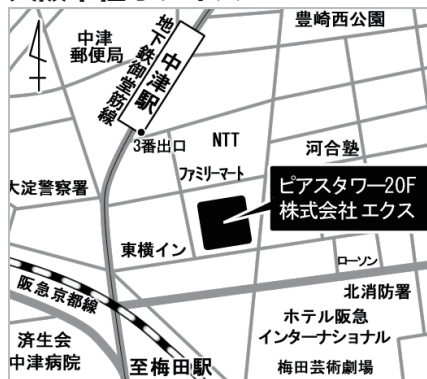 豊崎西公園
中津
郵便局
中津駅
地下鉄御堂筋線
3番出口
NTT
河合塾
ファミリーマート
大淀警察署
ピアスタワー20F
株式会社エクス
東横イン
ローソン
阪急京都線
北消防署
ホテル阪急
インターナショナル
済生会
中津病院
至梅田駅
梅田芸術劇場